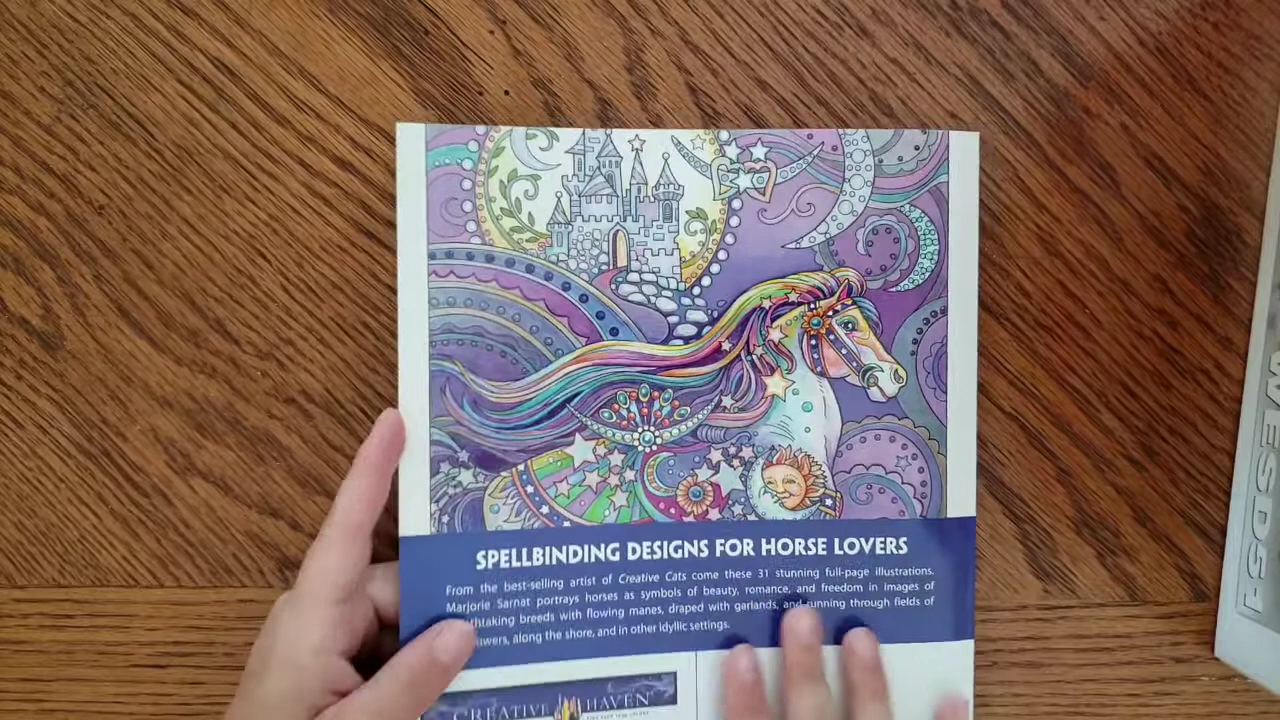 SPELLBINDING DESIGNS FOR HORSE LOVERS
From the best-selling artist of Creative Cats come these 31 stunning full-page illustrations.
Marjorie Sarnat portrays horses as symbols of beauty, romance, and freedom in images of
thtaking breeds with flowing manes, draped with garlands, and running through fields of
owers, along the shore, and in other idyllic settings.
CREATIVE HAVEN